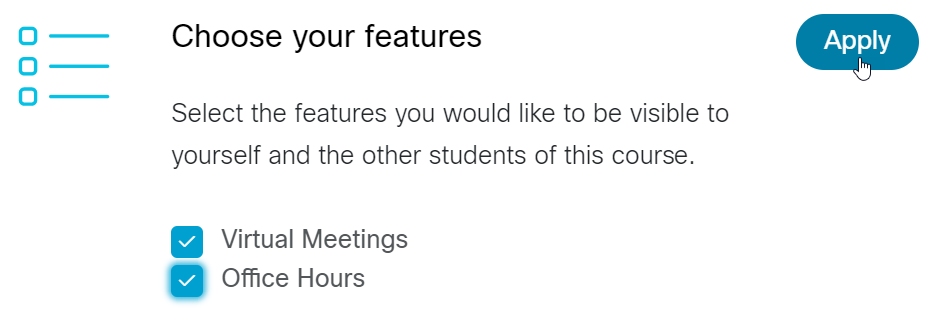 Choose your features
Apply
Select the features you would like to be visible to
yourself and the other students of this course.
Virtual Meetings
Office Hours